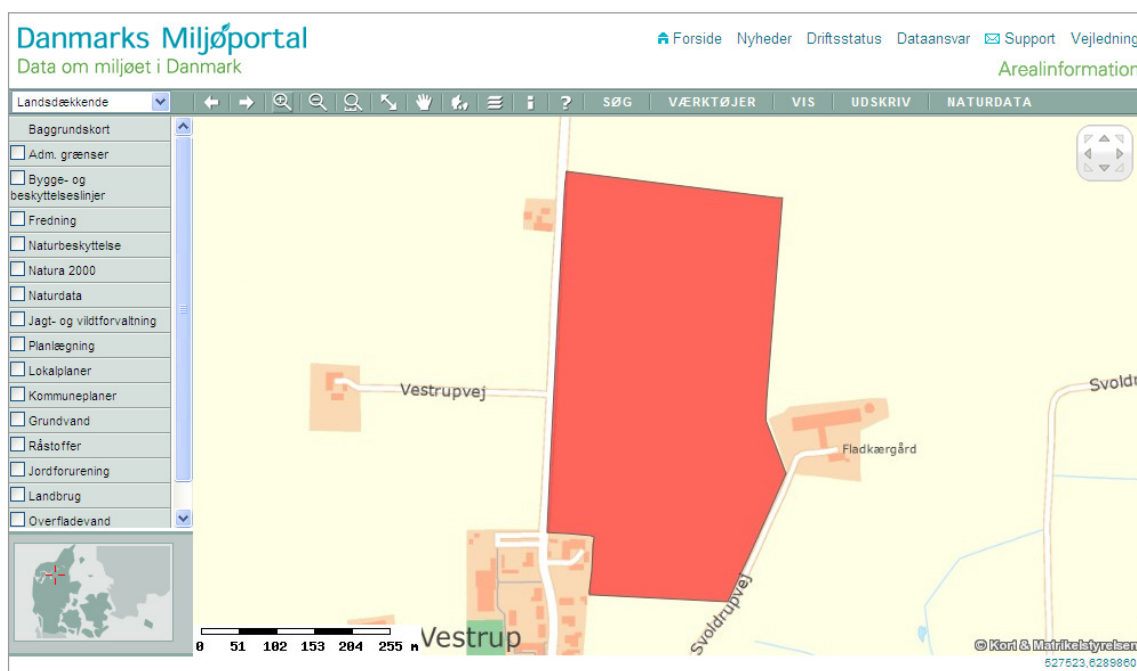 Danmarks Miljøportal
Data om miljøet i Danmark
Forside Nyheder Driftsstatus Dataansvar Support Vejledning
Arealinformation
Landsdækkende
? SØG VÆRKTØJER VIS UDSKRIV NATURDATA
Baggrundskort
Adm. grænser
Bygge- og
beskyttelseslinjer
Fredning
Naturbeskyttelse
Natura 2000
Naturdata
Jagt- og vildtforvaltning
Planlægning
Lokalplaner
Kommuneplaner
Grundvand
Råstoffer
Jordforurening
Landbrug
Overfladevand
Vestrupvej
Svoldr
Fladkærgård
Svoldrupvej
Vestrup
0 51 102 153 204 255 m
© Kort & Matrikelstyrelsen
527523,6289860